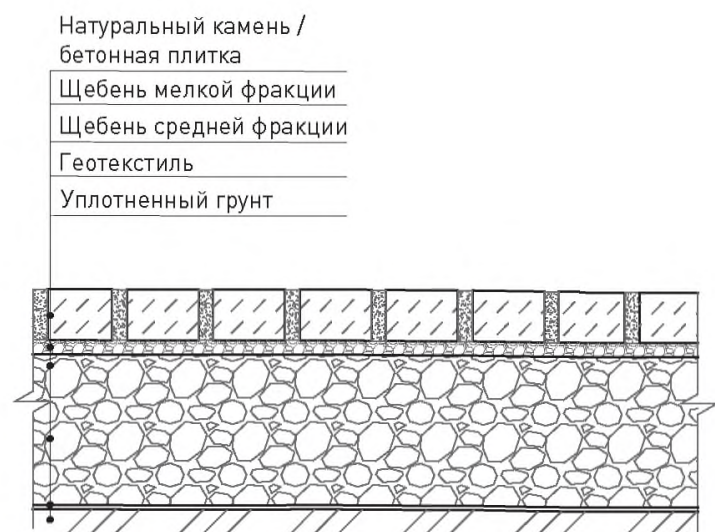 Натуральный камень /
бетонная плитка
Щебень мелкой фракции
Щебень средней фракции
Геотекстиль
Уплотненный грунт